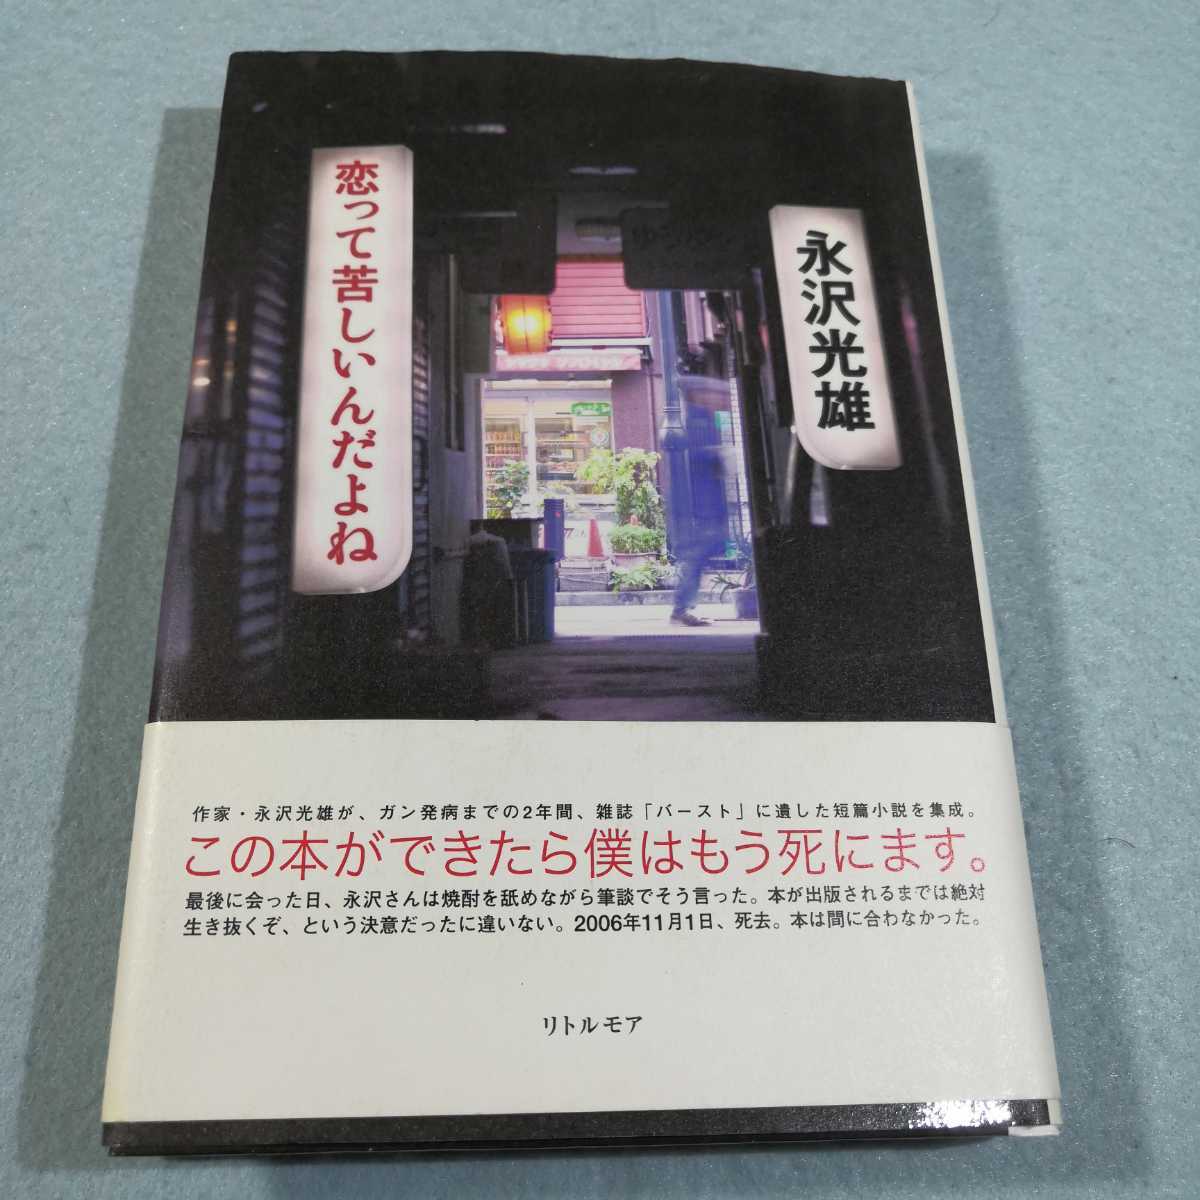 恋って苦しいんだよね
永沢光雄
作家・永沢光雄が、ガン発病までの2年間、雑誌「バースト」に遺した短篇小説を集成。
この本ができたら僕はもう死にます。
最後に会った日、永沢さんは焼酎を舐めながら筆談でそう言った。本が出版されるまでは絶対
生き抜くぞ、という決意だったに違いない。2006年11月1日、死去。本は間に合わなかった。
リトルモア